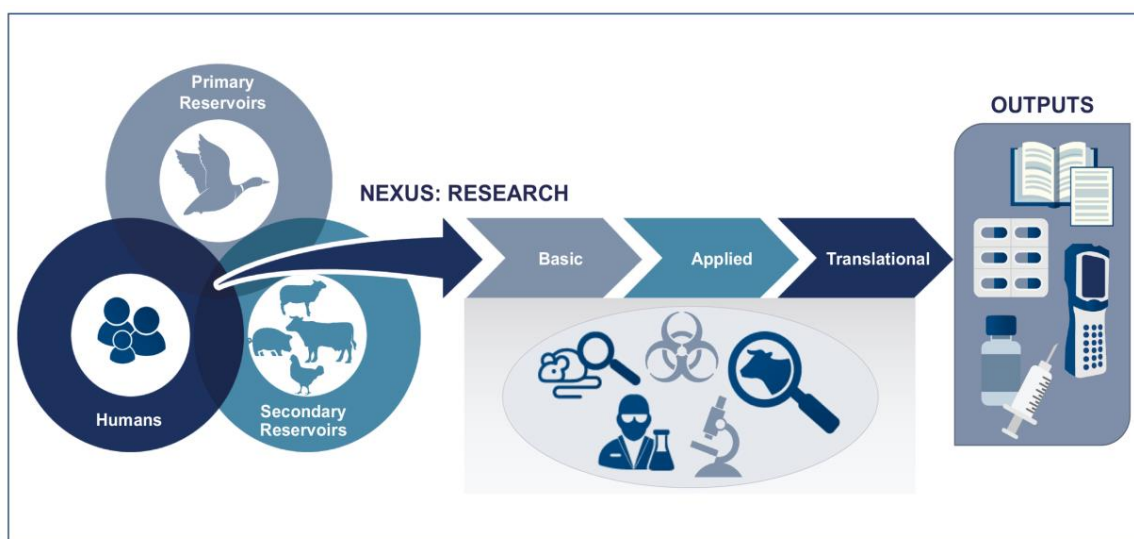 Primary
Reservoirs
Humans
Secondary
Reservoirs
NEXUS: RESEARCH
Basic
Applied
Translational
OUTPUTS